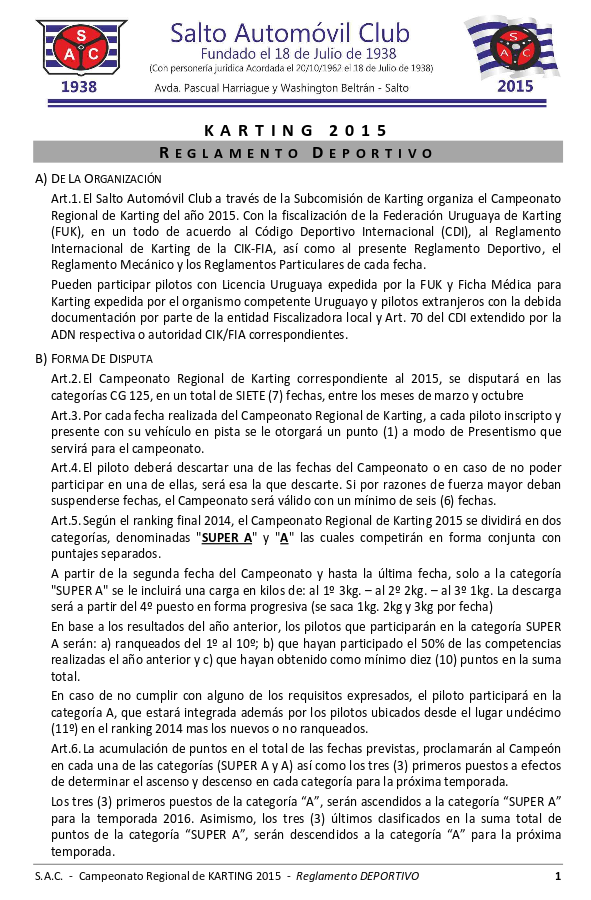 S
A C
1938
Salto Automóvil Club
Fundado el 18 de Julio de 1938
(Con personería jurídica Acordada el 20/10/1962 el 18 de Julio de 1938)
Avda. Pascual Harriague y Washington Beltrán - Salto
S
A C
2015
KARTING 2015
REGLAMENTO DEPORTIVO
A) DE LA ORGANIZACIÓN
Art.1. El Salto Automóvil Club a través de la Subcomisión de Karting organiza el Campeonato
Regional de Karting del año 2015. Con la fiscalización de la Federación Uruguaya de Karting
(FUK), en un todo de acuerdo al Código Deportivo Internacional (CDI), al Reglamento
Internacional de Karting de la CIK-FIA, así como al presente Reglamento Deportivo, el
Reglamento Mecánico y los Reglamentos Particulares de cada fecha.
Pueden participar pilotos con Licencia Uruguaya expedida por la FUK y Ficha Médica para
Karting expedida por el organismo competente Uruguayo y pilotos extranjeros con la debida
documentación por parte de la entidad Fiscalizadora local y Art. 70 del CDI extendido por la
ADN respectiva o autoridad CIK/FIA correspondientes.
B) FORMA DE DISPUTA
Art.2. El Campeonato Regional de Karting correspondiente al 2015, se disputará en las
categorías CG 125, en un total de SIETE (7) fechas, entre los meses de marzo y octubre
Art.3. Por cada fecha realizada del Campeonato Regional de Karting, a cada piloto inscripto y
presente con su vehículo en pista se le otorgará un punto (1) a modo de Presentismo que
servirá para el campeonato.
Art.4. El piloto deberá descartar una de las fechas del Campeonato o en caso de no poder
participar en una de ellas, será esa la que descarte. Si por razones de fuerza mayor deban
suspenderse fechas, el Campeonato será válido con un mínimo de seis (6) fechas.
Art.5. Según el ranking final 2014, el Campeonato Regional de Karting 2015 se dividirá en dos
categorías, denominadas "SUPER A" y "A" las cuales competirán en forma conjunta con
puntajes separados.
A partir de la segunda fecha del Campeonato y hasta la última fecha, solo a la categoría
"SUPER A" se le incluirá una carga en kilos de: al 1º 3kg. – al 2º 2kg. – al 3º 1kg. La descarga
será a partir del 4º puesto en forma progresiva (se saca 1kg. 2kg y 3kg por fecha)
En base a los resultados del año anterior, los pilotos que participarán en la categoría SUPER
A serán: a) ranqueados del 1º al 10º; b) que hayan participado el 50% de las competencias
realizadas el año anterior y c) que hayan obtenido como mínimo diez (10) puntos en la suma
total.
En caso de no cumplir con alguno de los requisitos expresados, el piloto participará en la
categoría A, que estará integrada además por los pilotos ubicados desde el lugar undécimo
(11º) en el ranking 2014 mas los nuevos o no ranqueados.
Art.6. La acumulación de puntos en el total de las fechas previstas, proclamarán al Campeón
en cada una de las categorías (SUPER A y A) así como los tres (3) primeros puestos a efectos
de determinar el ascenso y descenso en cada categoría para la próxima temporada.
Los tres (3) primeros puestos de la categoría “A”, serán ascendidos a la categoría “SUPER A”
para la temporada 2016. Asimismo, los tres (3) últimos clasificados en la suma total de
puntos de la categoría “SUPER A”, serán descendidos a la categoría “A” para la próxima
temporada.
S.A.C. - Campeonato Regional de KARTING 2015 - Reglamento DEPORTIVO 1